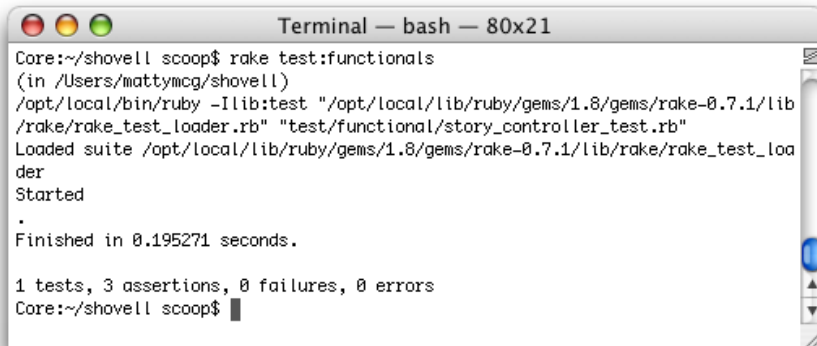 Terminal — bash — 80x21
Core:~/shovell scoop$ rake test:functionals
(in /Users/mattymcg/shovell)
/opt/local/bin/ruby -Ilib:test "/opt/local/lib/ruby/gems/1.8/gems/rake-0.7.1/lib
/rake/rake_test_loader.rb" "test/functional/story_controller_test.rb"
Loaded suite /opt/local/lib/ruby/gems/1.8/gems/rake-0.7.1/lib/rake/rake_test_loa
der
Started
.
Finished in 0.195271 seconds.
1 tests, 3 assertions, 0 failures, 0 errors
Core:~/shovell scoop$